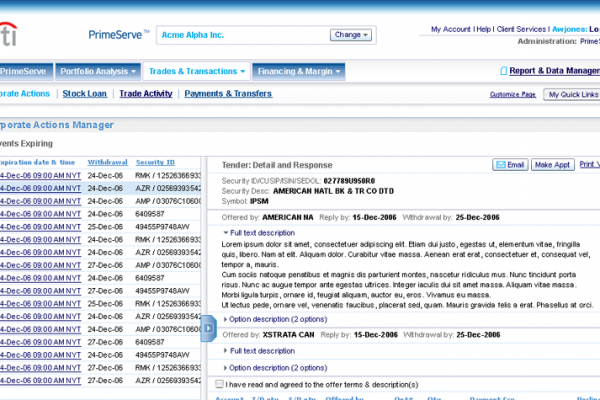 iti
PrimeServe™ Acme Alpha Inc. Change
My Account | Help | Client Services | Awjones: Lo
Administration: Prime
PrimeServe Portfolio Analysis Trades & Transactions Financing & Margin
Report & Data Manager
orate Actions Stock Loan Trade Activity Payments & Transfers
Customize Page My Quick Links
rporate Actions Manager
vents Expiring
xpiration date & time Withdrawal Security ID
4-Dec-06 09:00 AM NYT 24-Dec-06 RMK / 12526366933
4-Dec-06 09:00 AM NYT 24-Dec-06 AZR / 02569393542
4-Dec-06 09:00 AM NYT 24-Dec-06 AMP / 03076C10600
4-Dec-06 09:00 AM NYT 24-Dec-06 6409587
4-Dec-06 09:00 AM NYT 25-Dec-06 49455P9748AW
4-Dec-06 09:00 AM NYT 24-Dec-06 RMK / 12526366933
4-Dec-06 09:00 AM NYT 24-Dec-06 AZR / 02569393542
4-Dec-06 09:00 AM NYT 27-Dec-06 AMP / 03076C10600
4-Dec-06 09:00 AM NYT 24-Dec-06 6409587
4-Dec-06 09:00 AM NYT 24-Dec-06 49455P9748AW
4-Dec-06 09:00 AM NYT 25-Dec-06 RMK / 12526366933
4-Dec-06 09:00 AM NYT 24-Dec-06 AZR / 02569393542
4-Dec-06 09:00 AM NYT 24-Dec-06 AMP / 03076C10600
4-Dec-06 09:00 AM NYT 27-Dec-06 6409587
4-Dec-06 09:00 AM NYT 27-Dec-06 49455P9748AW
4-Dec-06 09:00 AM NYT 24-Dec-06 RMK / 12526366933
4-Dec-06 09:00 AM NYT 27-Dec-06 AZR / 02569393542
Tender: Detail and Response Email Make Appt Print
Security ID/CUSIP/ISIN/SEDOL: 027789U950R0
Security Desc: AMERICAN NATL BK & TR CO DTD
Symbol: IPSM
Offered by: AMERICAN NA Reply by: 15-Dec-2006 Withdrawal by: 25-Dec-2006
Full text description
Lorem ipsum dolor sit amet, consectetuer adipiscing elit. Etiam dui justo, egestas ut, elementum vitae, fringilla
quis, libero. Nam at elit. Aliquam dolor. Curabitur vitae massa. Aenean erat erat, consectetuer et, consequat vel,
tempor a, mauris.
Cum sociis natoque penatibus et magnis dis parturient montes, nascetur ridiculus mus. Nunc tincidunt porta
risus. Nunc ac augue tempor ante egestas ultrices. Integer iaculis dui sit amet massa. Aliquam vitae massa.
Morbi ligula turpis, ornare id, feugiat aliquam, auctor eu, eros. Vivamus eu massa.
Ut lectus pede, ornare vel, venenatis faucibus, placerat sed, quam. Mauris gravida felis a erat. Phasellus at orci.
Option description (2 options)
Offered by: XSTRATA CAN Reply by: 15-Dec-2006 Withdrawal by: 25-Dec-2006
Full text description
Option description (2 options)
I have read and agreed to the offer terms & description(s)